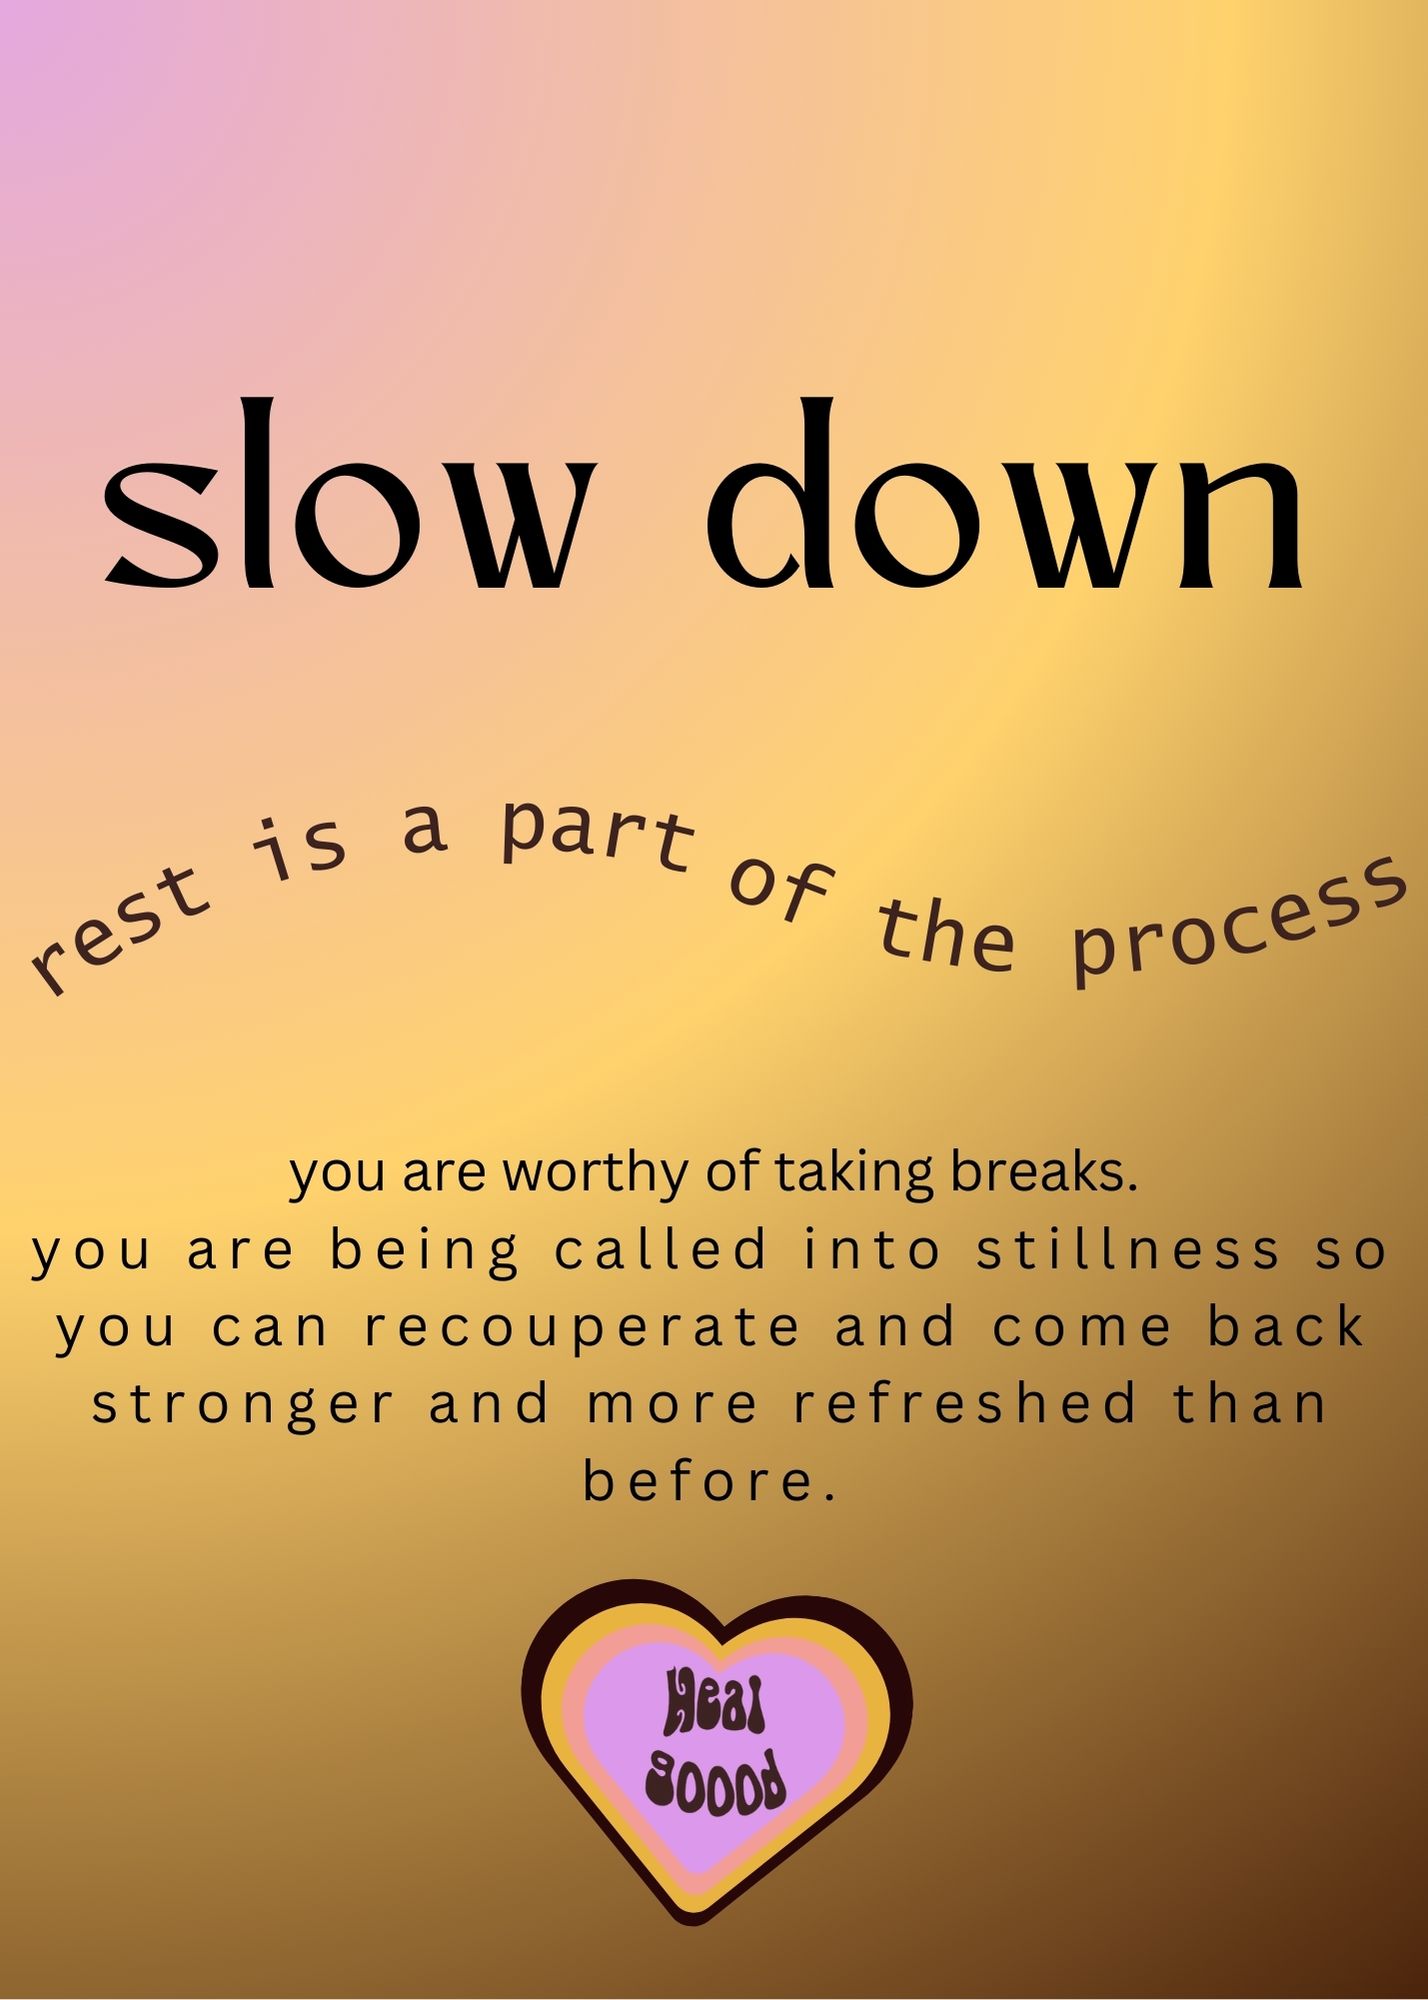 slow down
rest is a part of the process
you are worthy of taking breaks.
you are being called into stillness so
you can recouperate and come back
stronger and more refreshed than
before.
Heal
goood